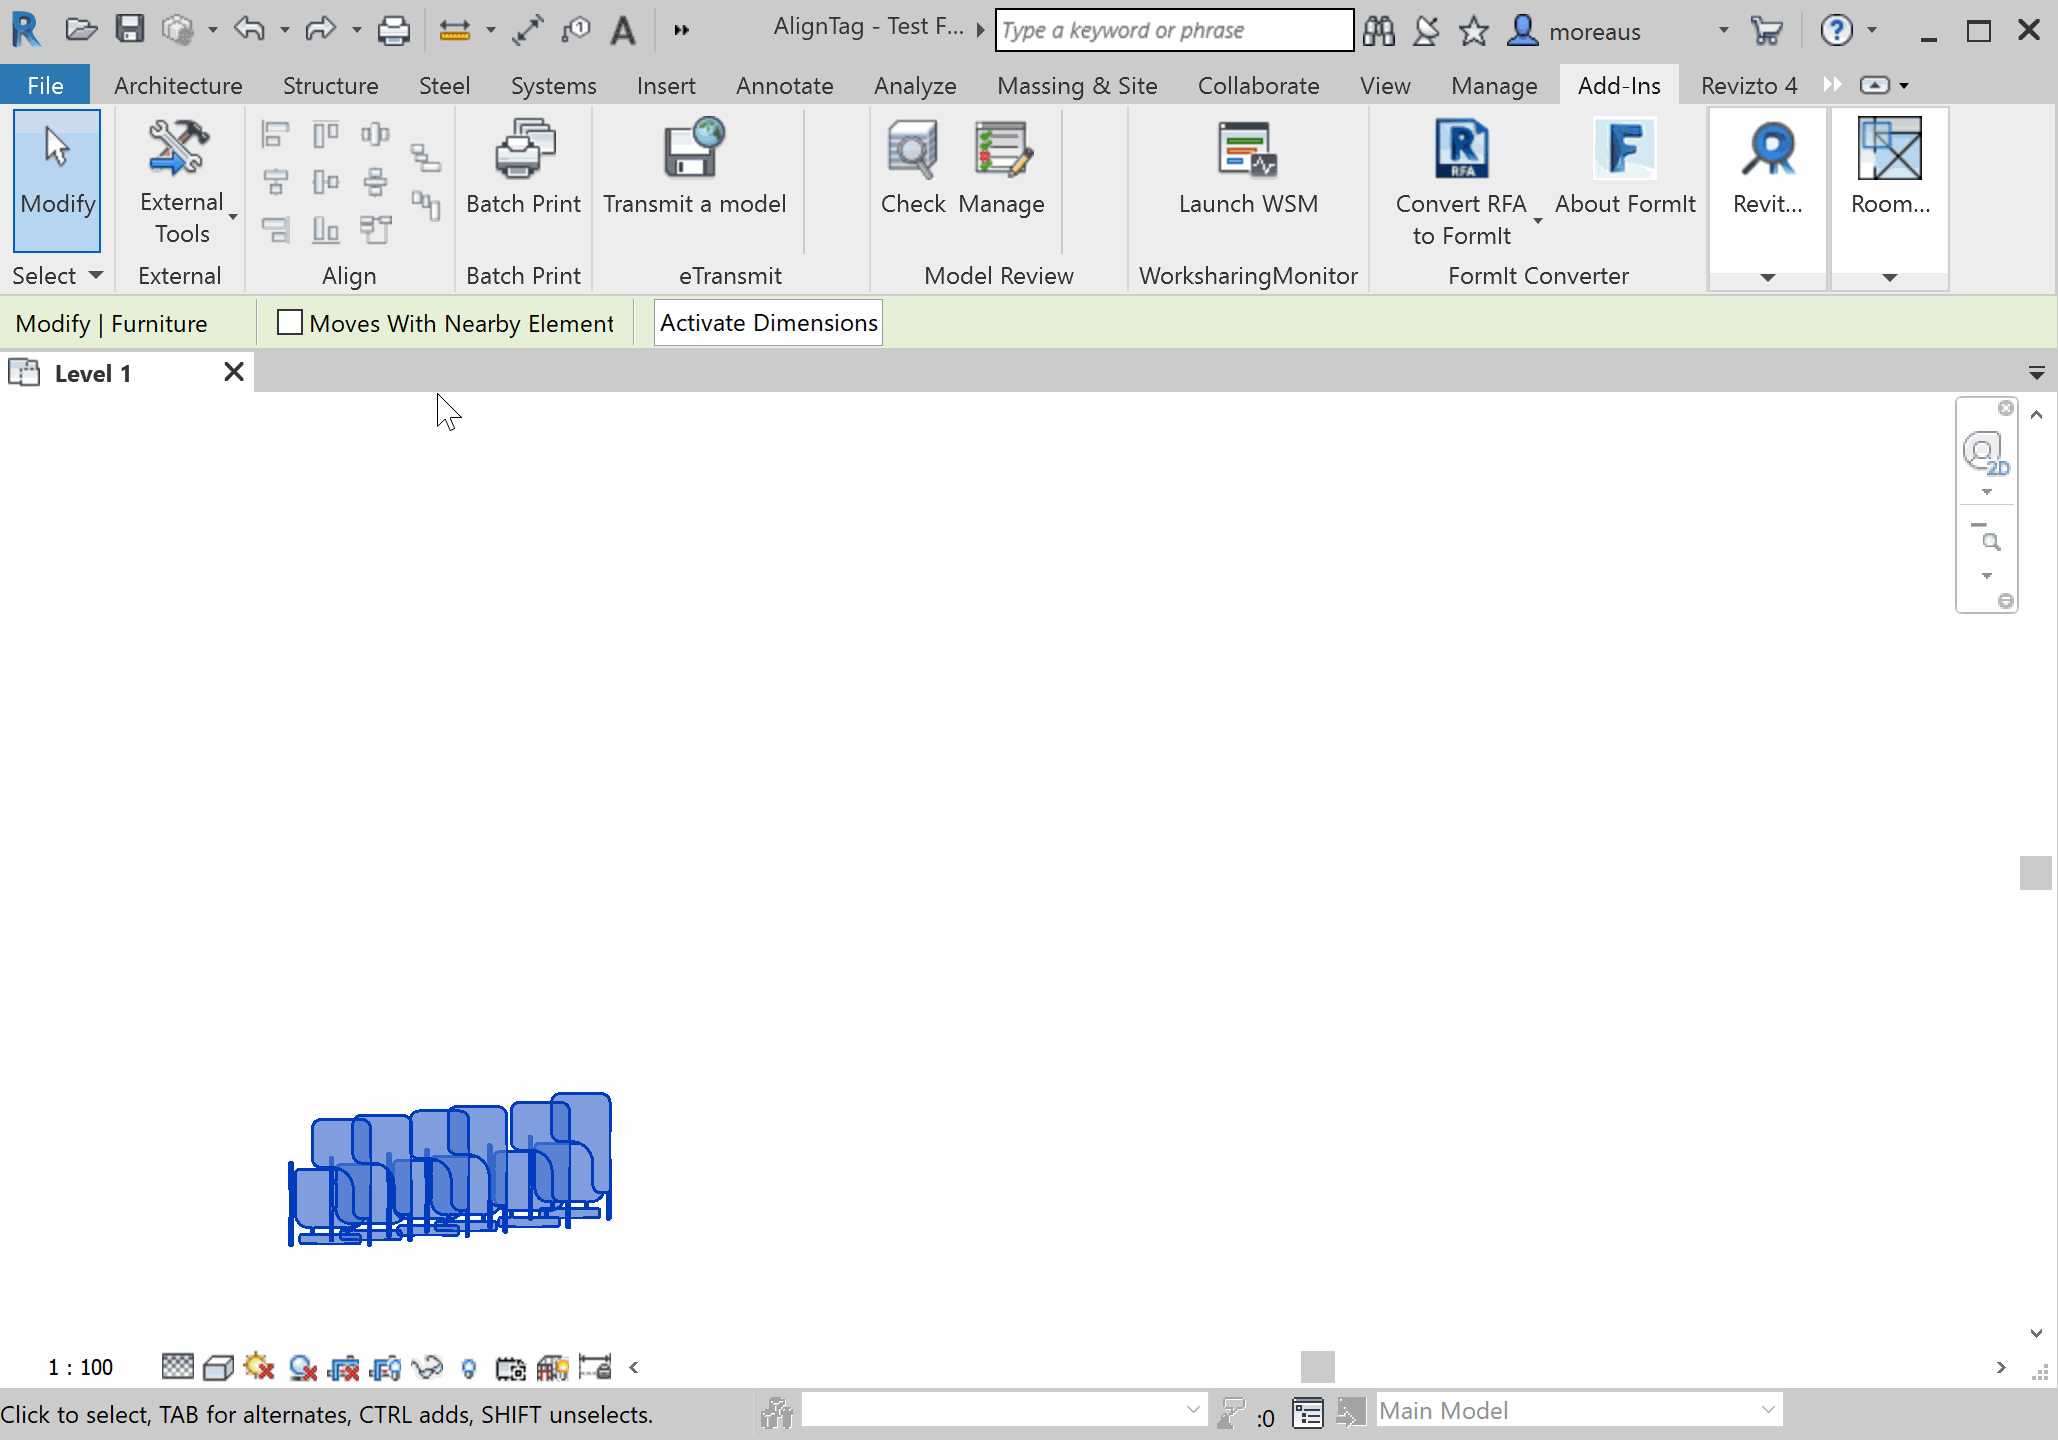 AlignTag - Test F...
Type a keyword or phrase
moreaus
File Architecture Structure Steel Systems Insert Annotate Analyze Massing & Site Collaborate View Manage Add-Ins Revizto 4
Modify
External
Tools
Batch Print
Transmit a model
Check
Manage
Launch WSM
RFA
Convert RFA
to FormIt
About FormIt
Revit...
Room...
Select External Align Batch Print eTransmit Model Review WorksharingMonitor FormIt Converter
Modify | Furniture Moves With Nearby Element Activate Dimensions
Level 1
2D
1 : 100
Click to select, TAB for alternates, CTRL adds, SHIFT unselects.
:0
Main Model